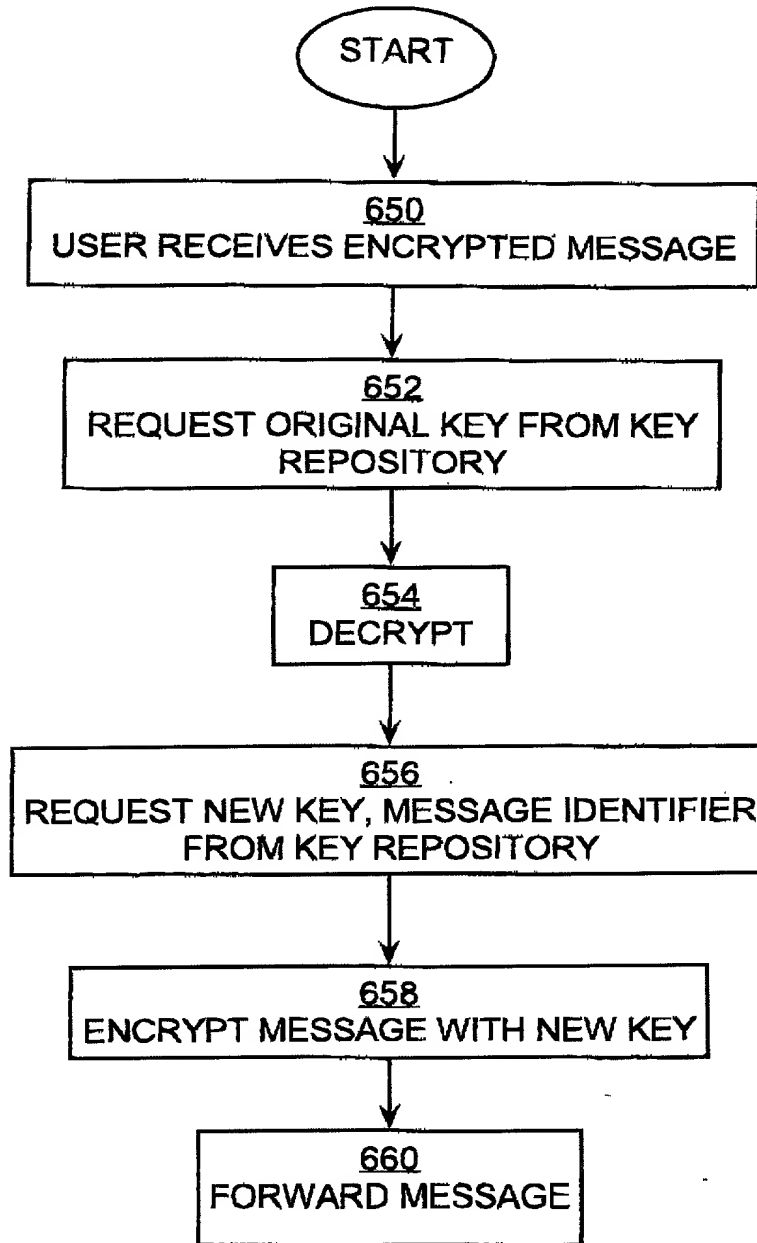 START
650
USER RECEIVES ENCRYPTED MESSAGE
652
REQUEST ORIGINAL KEY FROM KEY
REPOSITORY
654
DECRYPT
656
REQUEST NEW KEY, MESSAGE IDENTIFIER
FROM KEY REPOSITORY
658
ENCRYPT MESSAGE WITH NEW KEY
660
FORWARD MESSAGE